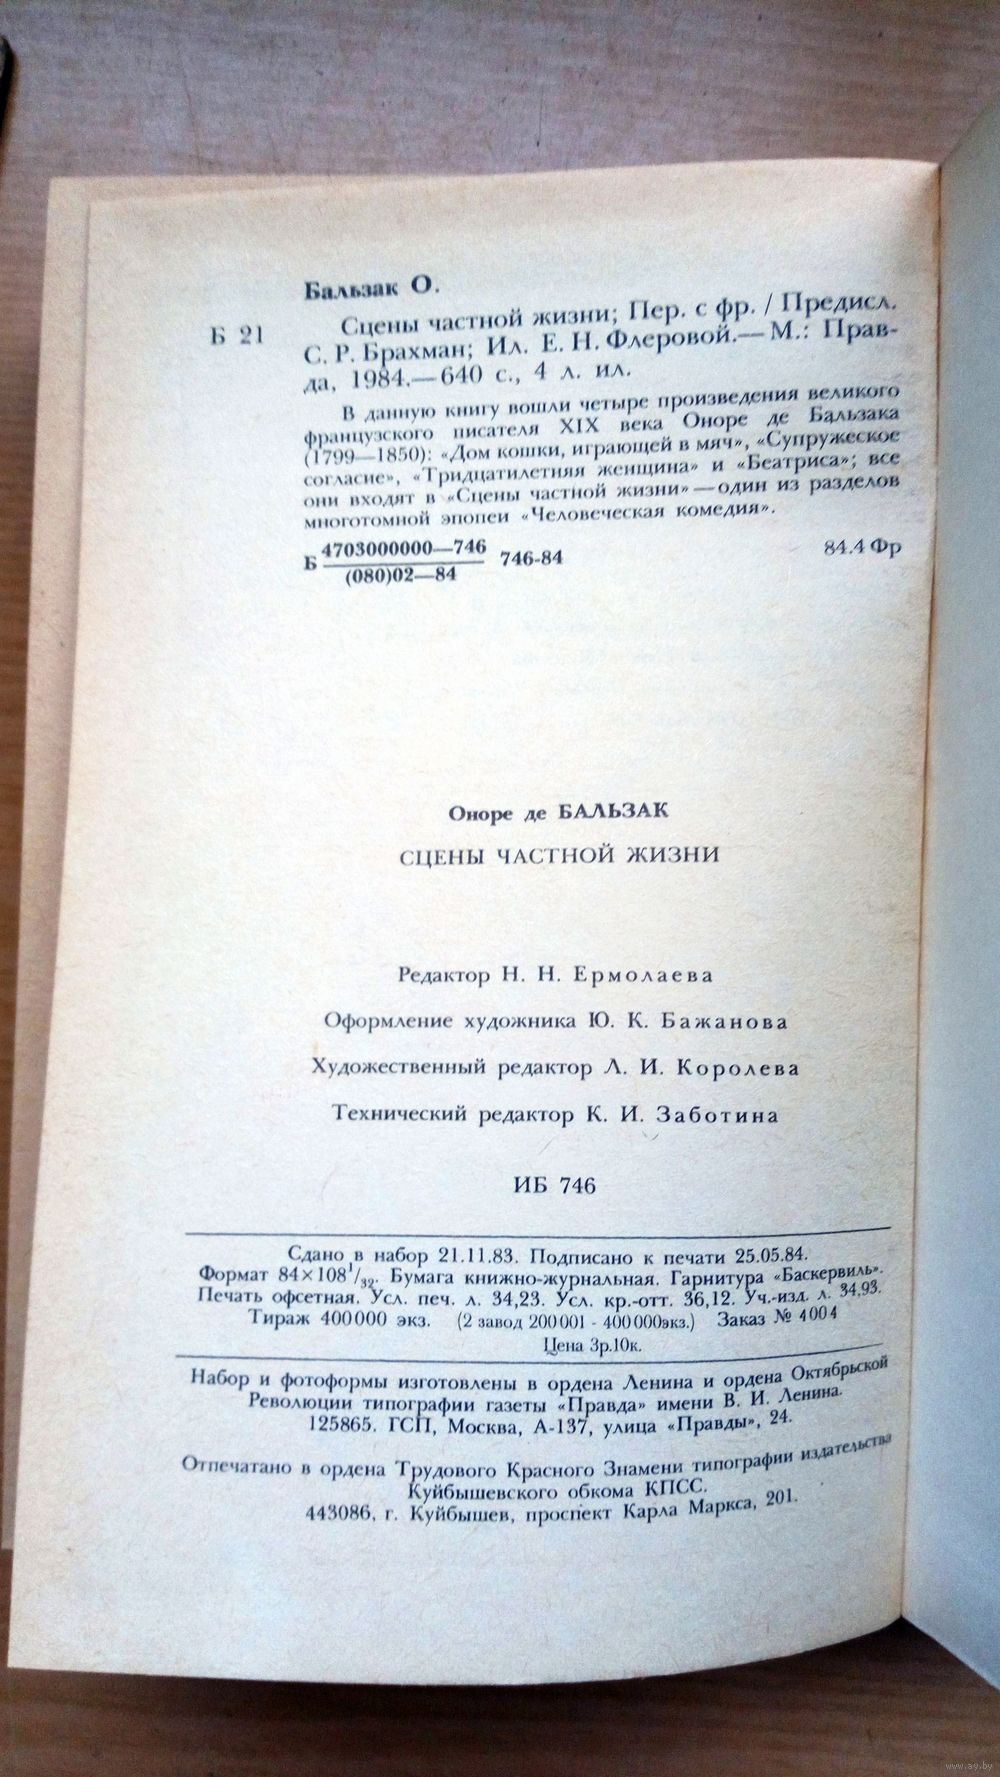 Бальзак О.
Б 21
Сцены частной жизни; Пер. с фр. / Предисл.
С. Р. Брахман; Ил. Е. Н. Флеровой.— М.: Прав-
да, 1984.—640 с., 4 л. ил.
В данную книгу вошли четыре произведения великого
французского писателя XIX века Оноре де Бальзака
(1799—1850): «Дом кошки, играющей в мяч», «Супружеское
согласие», «Тридцатилетняя женщина» и «Беатриса»; все
они входят в «Сцены частной жизни» — один из разделов
многотомной эпопеи «Человеческая комедия».
Б 4703000000—746 / (080)02—84 746-84 84.4 Фр
Оноре де БАЛЬЗАК
СЦЕНЫ ЧАСТНОЙ ЖИЗНИ
Редактор Н. Н. Ермолаева
Оформление художника Ю. К. Бажанова
Художественный редактор Л. И. Королева
Технический редактор К. И. Заботина
ИБ 746
Сдано в набор 21.11.83. Подписано к печати 25.05.84.
Формат 84×108¹/₃₂. Бумага книжно-журнальная. Гарнитура «Баскервиль».
Печать офсетная. Усл. печ. л. 34,23. Усл. кр.-отт. 36,12. Уч.-изд. л. 34,93.
Тираж 400 000 экз. (2 завод 200 001 - 400 000экз.) Заказ № 4004
Цена 3р.10к.
Набор и фотоформы изготовлены в ордена Ленина и ордена Октябрьской
Революции типографии газеты «Правда» имени В. И. Ленина.
125865. ГСП, Москва, А-137, улица «Правды», 24.
Отпечатано в ордена Трудового Красного Знамени типографии издательства
Куйбышевского обкома КПСС.
443086, г. Куйбышев, проспект Карла Маркса, 201.
www.ay.by